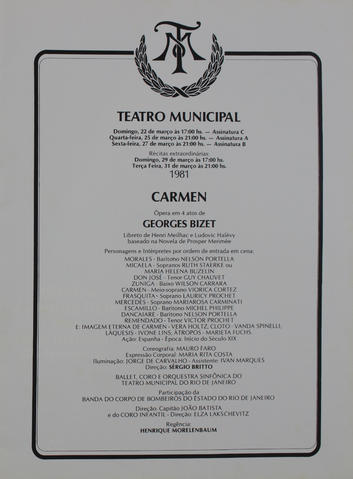 TM
TEATRO MUNICIPAL
Domingo, 22 de março às 17:00 hs. — Assinatura C
Quarta-feira, 25 de março às 21:00 hs. — Assinatura A
Sexta-feira, 27 de março às 21:00 hs. — Assinatura B
Récitas extraordinárias:
Domingo, 29 de março às 17:00 hs.
Terça Feira, 31 de março às 21:00 hs.
1981
CARMEN
Ópera em 4 atos de
GEORGES BIZET
Libreto de Henri Meilhac e Ludovic Halévy
baseado na Novela de Prosper Merimée
Personagens e Intérpretes por ordem de entrada em cena:
MORALES - Barítono NELSON PORTELLA
MICAELA - Sopranos RUTH STAERKE ou
MARIA HELENA BUZELIN
DON JOSÉ - Tenor GUY CHAUVET
ZUNIGA - Baixo WILSON CARRARA
CARMEN - Meio-soprano VIORICA CORTEZ
FRASQUITA - Soprano LAURICY PROCHET
MERCEDES - Soprano MARIAROSA CARMINATI
ESCAMILLO - Barítono MICHEL PHILIPPE
DANCAIRE - Barítono NELSON PORTELLA
REMENDADO - Tenor VICTOR PROCHET
E: IMAGEM ETERNA DE CARMEN - VERA HOLTZ, CLOTO - VANDA SPINELLI,
LÁQUESIS - IVONE LINS, ÁTROPOS - MARIETA FUCHS.
Ação: Espanha - Época: Início do Século XIX
Coreografia: MAURO FARO
Expressão Corporal: MARIA RITA COSTA
Iluminação: JORGE DE CARVALHO - Assistente: IVAN MARQUES
Direção: SÉRGIO BRITTO
BALLET, CORO E ORQUESTRA SINFÔNICA DO
TEATRO MUNICIPAL DO RIO DE JANEIRO
Participação da
BANDA DO CORPO DE BOMBEIROS DO ESTADO DO RIO DE JANEIRO
Direção: Capitão JOÃO BATISTA
e do CORO INFANTIL - Direção: ELZA LAKSCHEVITZ
Regência:
HENRIQUE MORELENBAUM